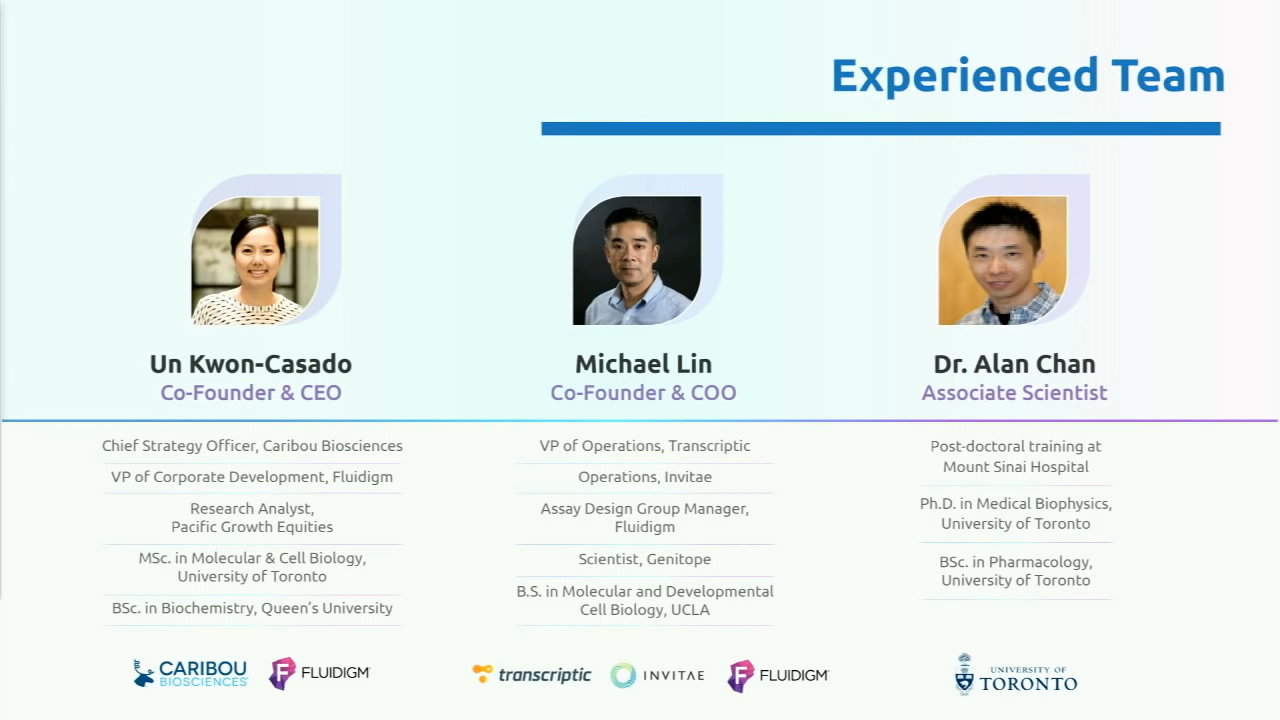 Experienced Team
Un Kwon-Casado
Co-Founder & CEO
Chief Strategy Officer, Caribou Biosciences
VP of Corporate Development, Fluidigm
Research Analyst,
Pacific Growth Equities
MSc. in Molecular & Cell Biology,
University of Toronto
BSc. in Biochemistry, Queen's University
CARIBOU
BIOSCIENCES
F FLUIDIGM
Michael Lin
Co-Founder & COO
VP of Operations, Transcriptic
Operations, Invitae
Assay Design Group Manager,
Fluidigm
Scientist, Genitope
B.S. in Molecular and Developmental
Cell Biology, UCLA
transcriptic
INVITAE
F FLUIDIGM
Dr. Alan Chan
Associate Scientist
Post-doctoral training at
Mount Sinai Hospital
Ph.D. in Medical Biophysics,
University of Toronto
BSc. in Pharmacology,
University of Toronto
UNIVERSITY OF
TORONTO